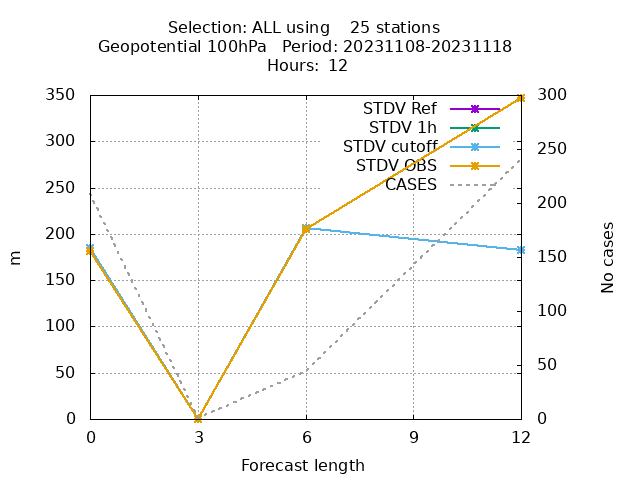 Selection: ALL using 25 stations
Geopotential 100hPa Period: 20231108-20231118
Hours: 12
350 300
STDV Ref
STDV 1h
300
250
STDV cutoff
STDV OBS
CASES
250
200
200
150
150
100
100
50
50
0 0
m
No cases
0 3 6 9 12
Forecast length